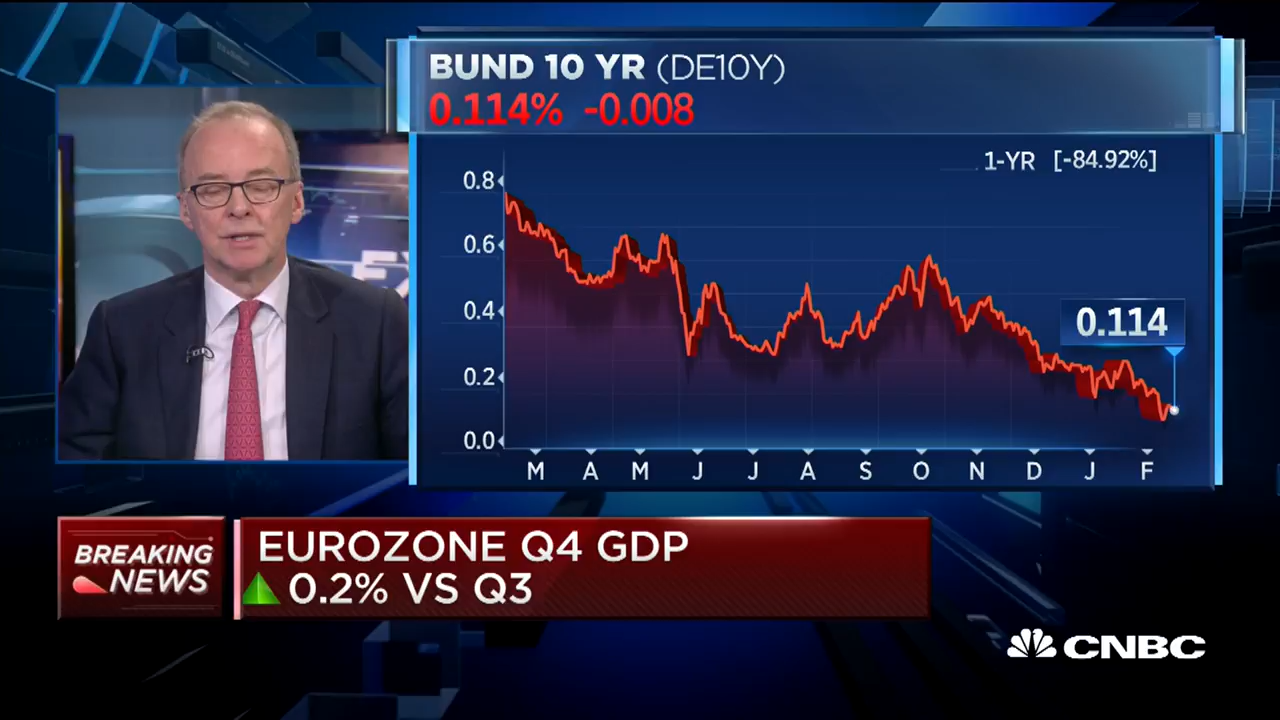 BUND 10 YR (DE10Y)
0.114% -0.008
1-YR [-84.92%]
0.8
0.6
0.4
0.2
0.0
0.114
M A M J J A S O N D J F
BREAKING
NEWS
EUROZONE Q4 GDP
0.2% VS Q3
CNBC